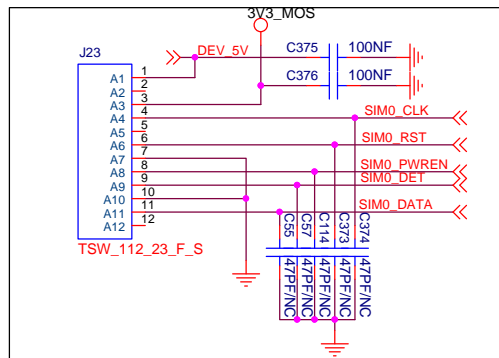 3V3_MOS
J23
DEV_5V
C375
100NF
C376
100NF
A1 1
A2 2
A3 3
A4 4
A5 5
A6 6
A7 7
A8 8
A9 9
A10 10
A11 11
A12 12
SIM0_CLK
SIM0_RST
SIM0_PWREN
SIM0_DET
SIM0_DATA
TSW_112_23_F_S
C55
C57
C114
C373
C374
47PF/NC
47PF/NC
47PF/NC
47PF/NC
47PF/NC